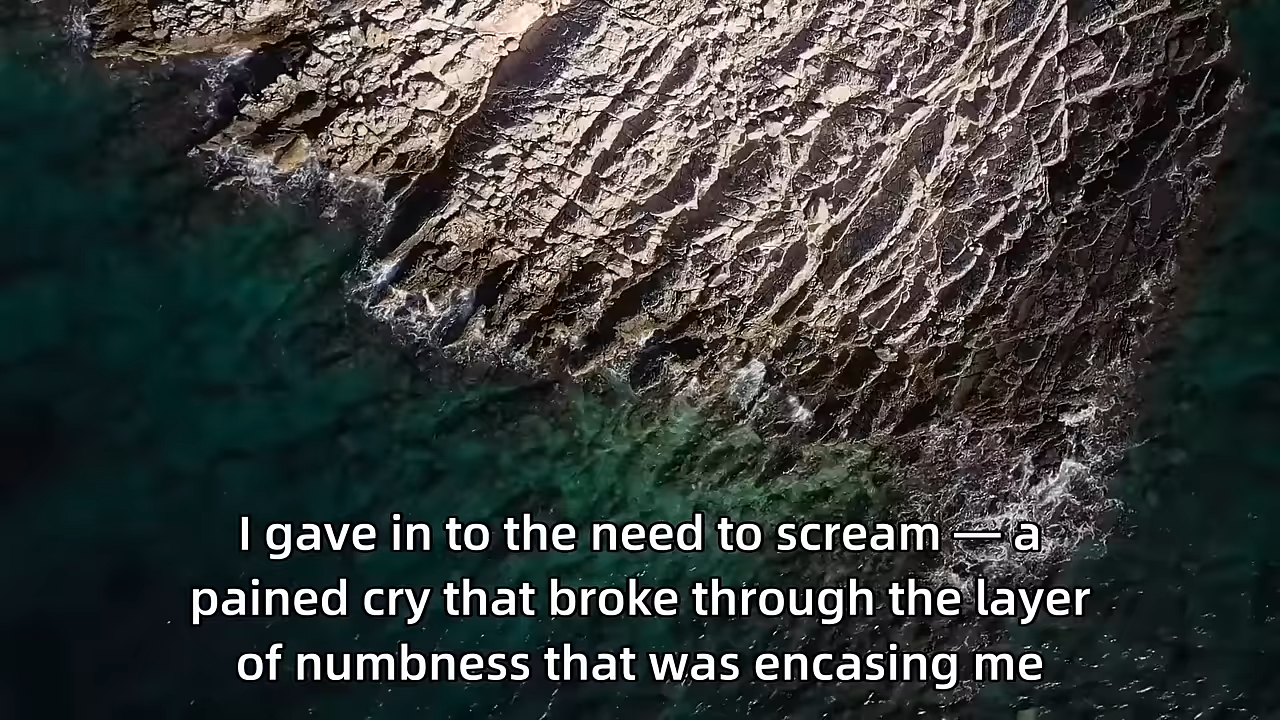 I gave in to the need to scream — a
pained cry that broke through the layer
of numbness that was encasing me